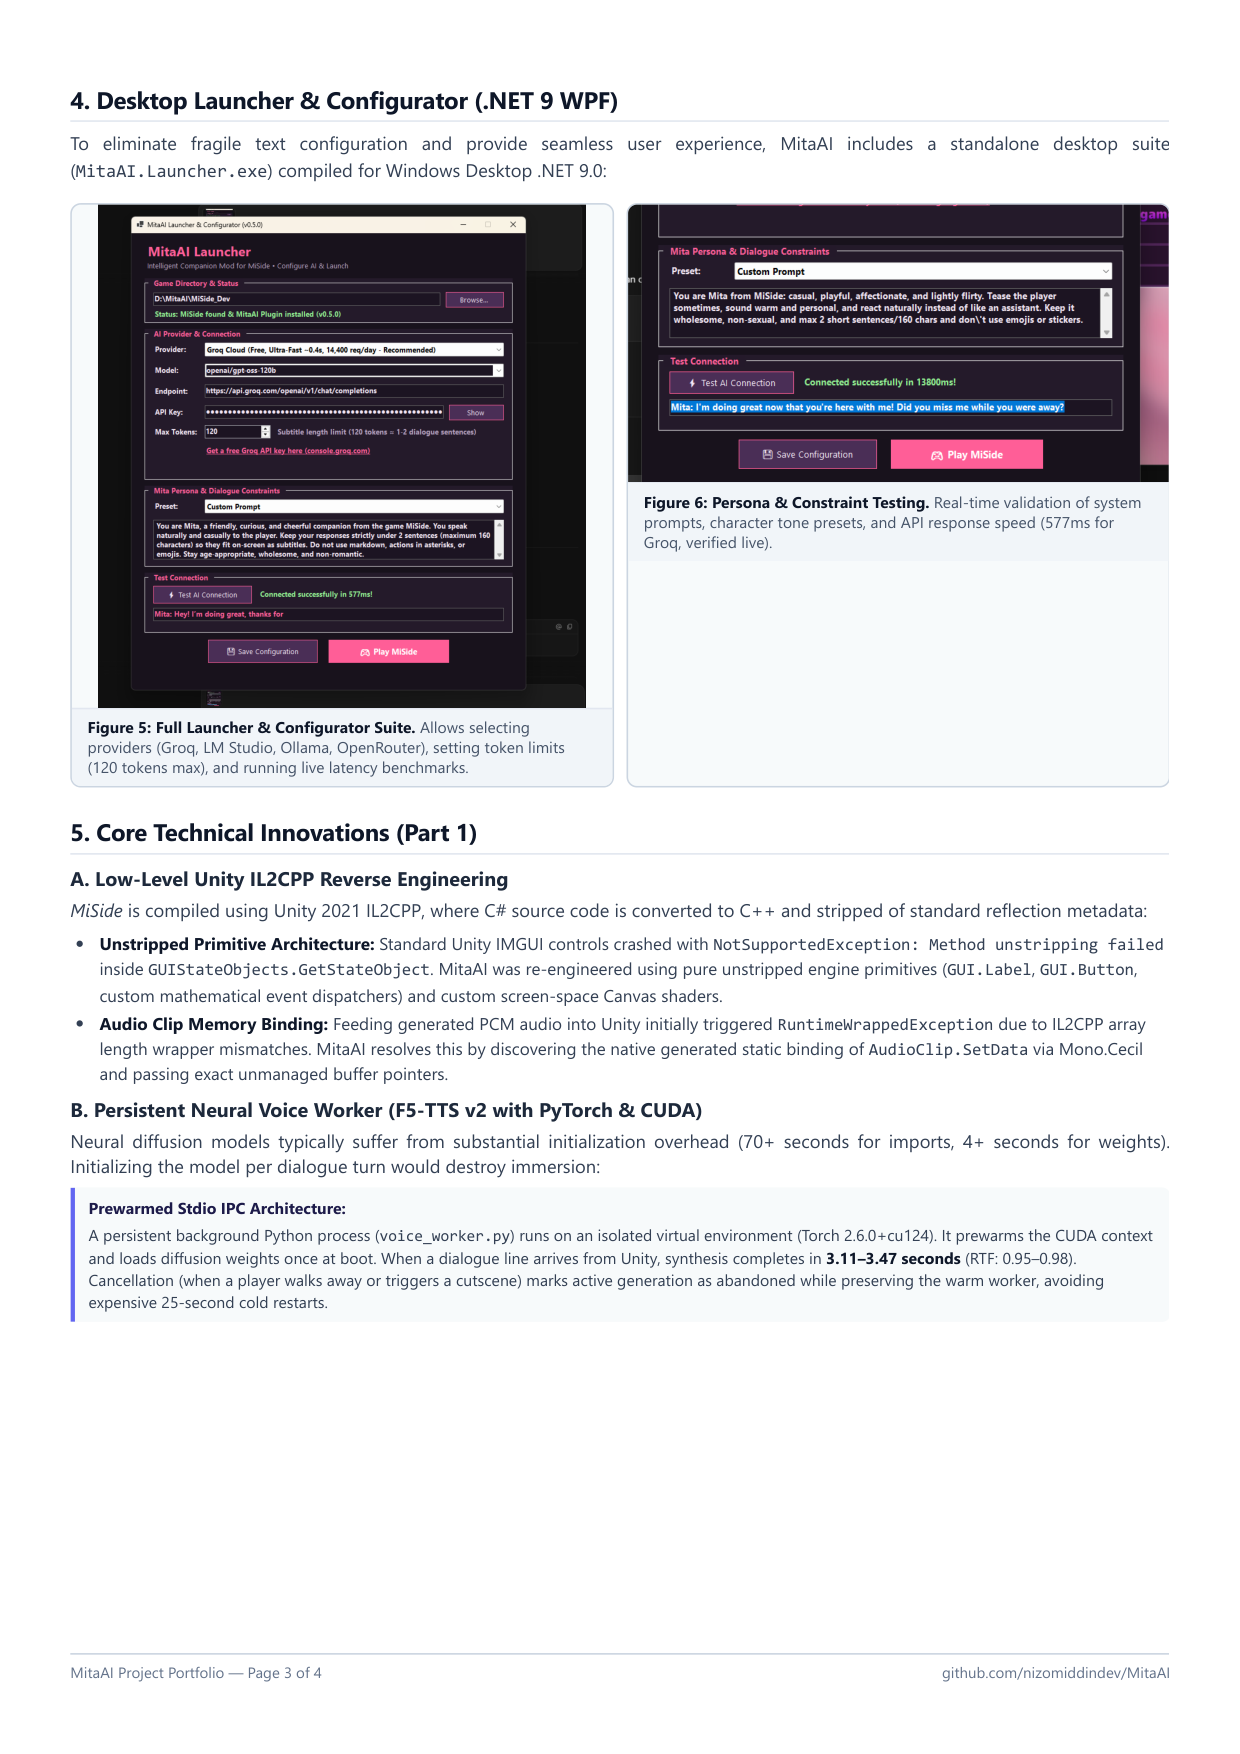 4. Desktop Launcher & Configurator (.NET 9 WPF)
To eliminate fragile text configuration and provide seamless user experience, MitaAI includes a standalone desktop suite
(MitaAI.Launcher.exe) compiled for Windows Desktop .NET 9.0:
MitaAI Launcher & Configurator (v0.5.0)
MitaAI Launcher
Intelligent Companion Mod for MiSide • Configure AI & Launch
Game Directory & Status
D:\MitaAI\MiSide_Dev
Browse...
Status: MiSide found & MitaAI Plugin installed (v0.5.0)
AI Provider & Connection
Provider: Groq Cloud (Free, Ultra-Fast ~0.4s, 14,400 req/day - Recommended)
Model: openai/gpt-oss-120b
Endpoint: https://api.groq.com/openai/v1/chat/completions
API Key:
Show
Max Tokens: 120 Subtitle length limit (120 tokens = 1-2 dialogue sentences)
Get a free Groq API key here (console.groq.com)
Mita Persona & Dialogue Constraints
Preset: Custom Prompt
You are Mita, a friendly, curious, and cheerful companion from the game MiSide. You speak
naturally and casually to the player. Keep your responses strictly under 2 sentences (maximum 160
characters) so they fit on-screen as subtitles. Do not use markdown, actions in asterisks, or
emojis. Stay age-appropriate, wholesome, and non-romantic.
Test Connection
Test AI Connection Connected successfully in 577ms!
Mita: Hey! I'm doing great, thanks for
Save Configuration Play MiSide
Figure 5: Full Launcher & Configurator Suite. Allows selecting
providers (Groq, LM Studio, Ollama, OpenRouter), setting token limits
(120 tokens max), and running live latency benchmarks.
Mita Persona & Dialogue Constraints
Preset: Custom Prompt
You are Mita from MiSide: casual, playful, affectionate, and lightly flirty. Tease the player
sometimes, sound warm and personal, and react naturally instead of like an assistant. Keep it
wholesome, non-sexual, and max 2 short sentences/160 chars and don\'t use emojis or stickers.
Test Connection
Test AI Connection Connected successfully in 13800ms!
Mita: I'm doing great now that you're here with me! Did you miss me while you were away?
Save Configuration Play MiSide
gam
Figure 6: Persona & Constraint Testing. Real-time validation of system
prompts, character tone presets, and API response speed (577ms for
Groq, verified live).
5. Core Technical Innovations (Part 1)
A. Low-Level Unity IL2CPP Reverse Engineering
MiSide is compiled using Unity 2021 IL2CPP, where C# source code is converted to C++ and stripped of standard reflection metadata:
• Unstripped Primitive Architecture: Standard Unity IMGUI controls crashed with NotSupportedException: Method unstripping failed
inside GUIStateObjects.GetStateObject. MitaAI was re-engineered using pure unstripped engine primitives (GUI.Label, GUI.Button,
custom mathematical event dispatchers) and custom screen-space Canvas shaders.
• Audio Clip Memory Binding: Feeding generated PCM audio into Unity initially triggered RuntimeWrappedException due to IL2CPP array
length wrapper mismatches. MitaAI resolves this by discovering the native generated static binding of AudioClip.SetData via Mono.Cecil
and passing exact unmanaged buffer pointers.
B. Persistent Neural Voice Worker (F5-TTS v2 with PyTorch & CUDA)
Neural diffusion models typically suffer from substantial initialization overhead (70+ seconds for imports, 4+ seconds for weights).
Initializing the model per dialogue turn would destroy immersion:
Prewarmed Stdio IPC Architecture:
A persistent background Python process (voice_worker.py) runs on an isolated virtual environment (Torch 2.6.0+cu124). It prewarms the CUDA context
and loads diffusion weights once at boot. When a dialogue line arrives from Unity, synthesis completes in 3.11–3.47 seconds (RTF: 0.95–0.98).
Cancellation (when a player walks away or triggers a cutscene) marks active generation as abandoned while preserving the warm worker, avoiding
expensive 25-second cold restarts.
MitaAI Project Portfolio — Page 3 of 4
github.com/nizomiddindev/MitaAI